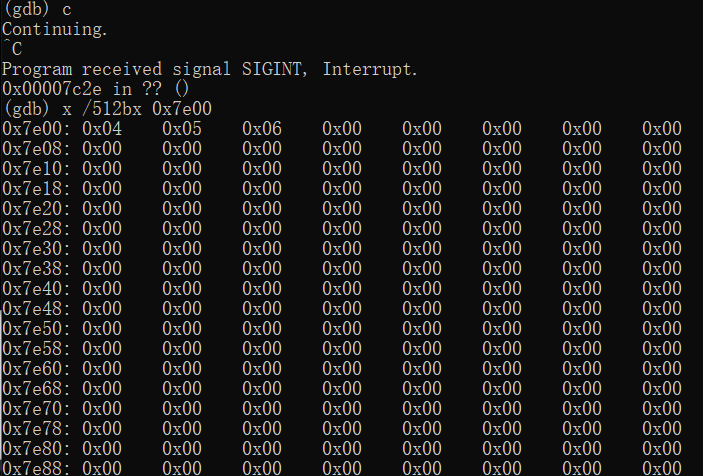 (gdb) c
Continuing.
^C
Program received signal SIGINT, Interrupt.
0x00007c2e in ?? ()
(gdb) x /512bx 0x7e00
0x7e00: 0x04 0x05 0x06 0x00 0x00 0x00 0x00 0x00
0x7e08: 0x00 0x00 0x00 0x00 0x00 0x00 0x00 0x00
0x7e10: 0x00 0x00 0x00 0x00 0x00 0x00 0x00 0x00
0x7e18: 0x00 0x00 0x00 0x00 0x00 0x00 0x00 0x00
0x7e20: 0x00 0x00 0x00 0x00 0x00 0x00 0x00 0x00
0x7e28: 0x00 0x00 0x00 0x00 0x00 0x00 0x00 0x00
0x7e30: 0x00 0x00 0x00 0x00 0x00 0x00 0x00 0x00
0x7e38: 0x00 0x00 0x00 0x00 0x00 0x00 0x00 0x00
0x7e40: 0x00 0x00 0x00 0x00 0x00 0x00 0x00 0x00
0x7e48: 0x00 0x00 0x00 0x00 0x00 0x00 0x00 0x00
0x7e50: 0x00 0x00 0x00 0x00 0x00 0x00 0x00 0x00
0x7e58: 0x00 0x00 0x00 0x00 0x00 0x00 0x00 0x00
0x7e60: 0x00 0x00 0x00 0x00 0x00 0x00 0x00 0x00
0x7e68: 0x00 0x00 0x00 0x00 0x00 0x00 0x00 0x00
0x7e70: 0x00 0x00 0x00 0x00 0x00 0x00 0x00 0x00
0x7e78: 0x00 0x00 0x00 0x00 0x00 0x00 0x00 0x00
0x7e80: 0x00 0x00 0x00 0x00 0x00 0x00 0x00 0x00
0x7e88: 0x00 0x00 0x00 0x00 0x00 0x00 0x00 0x00